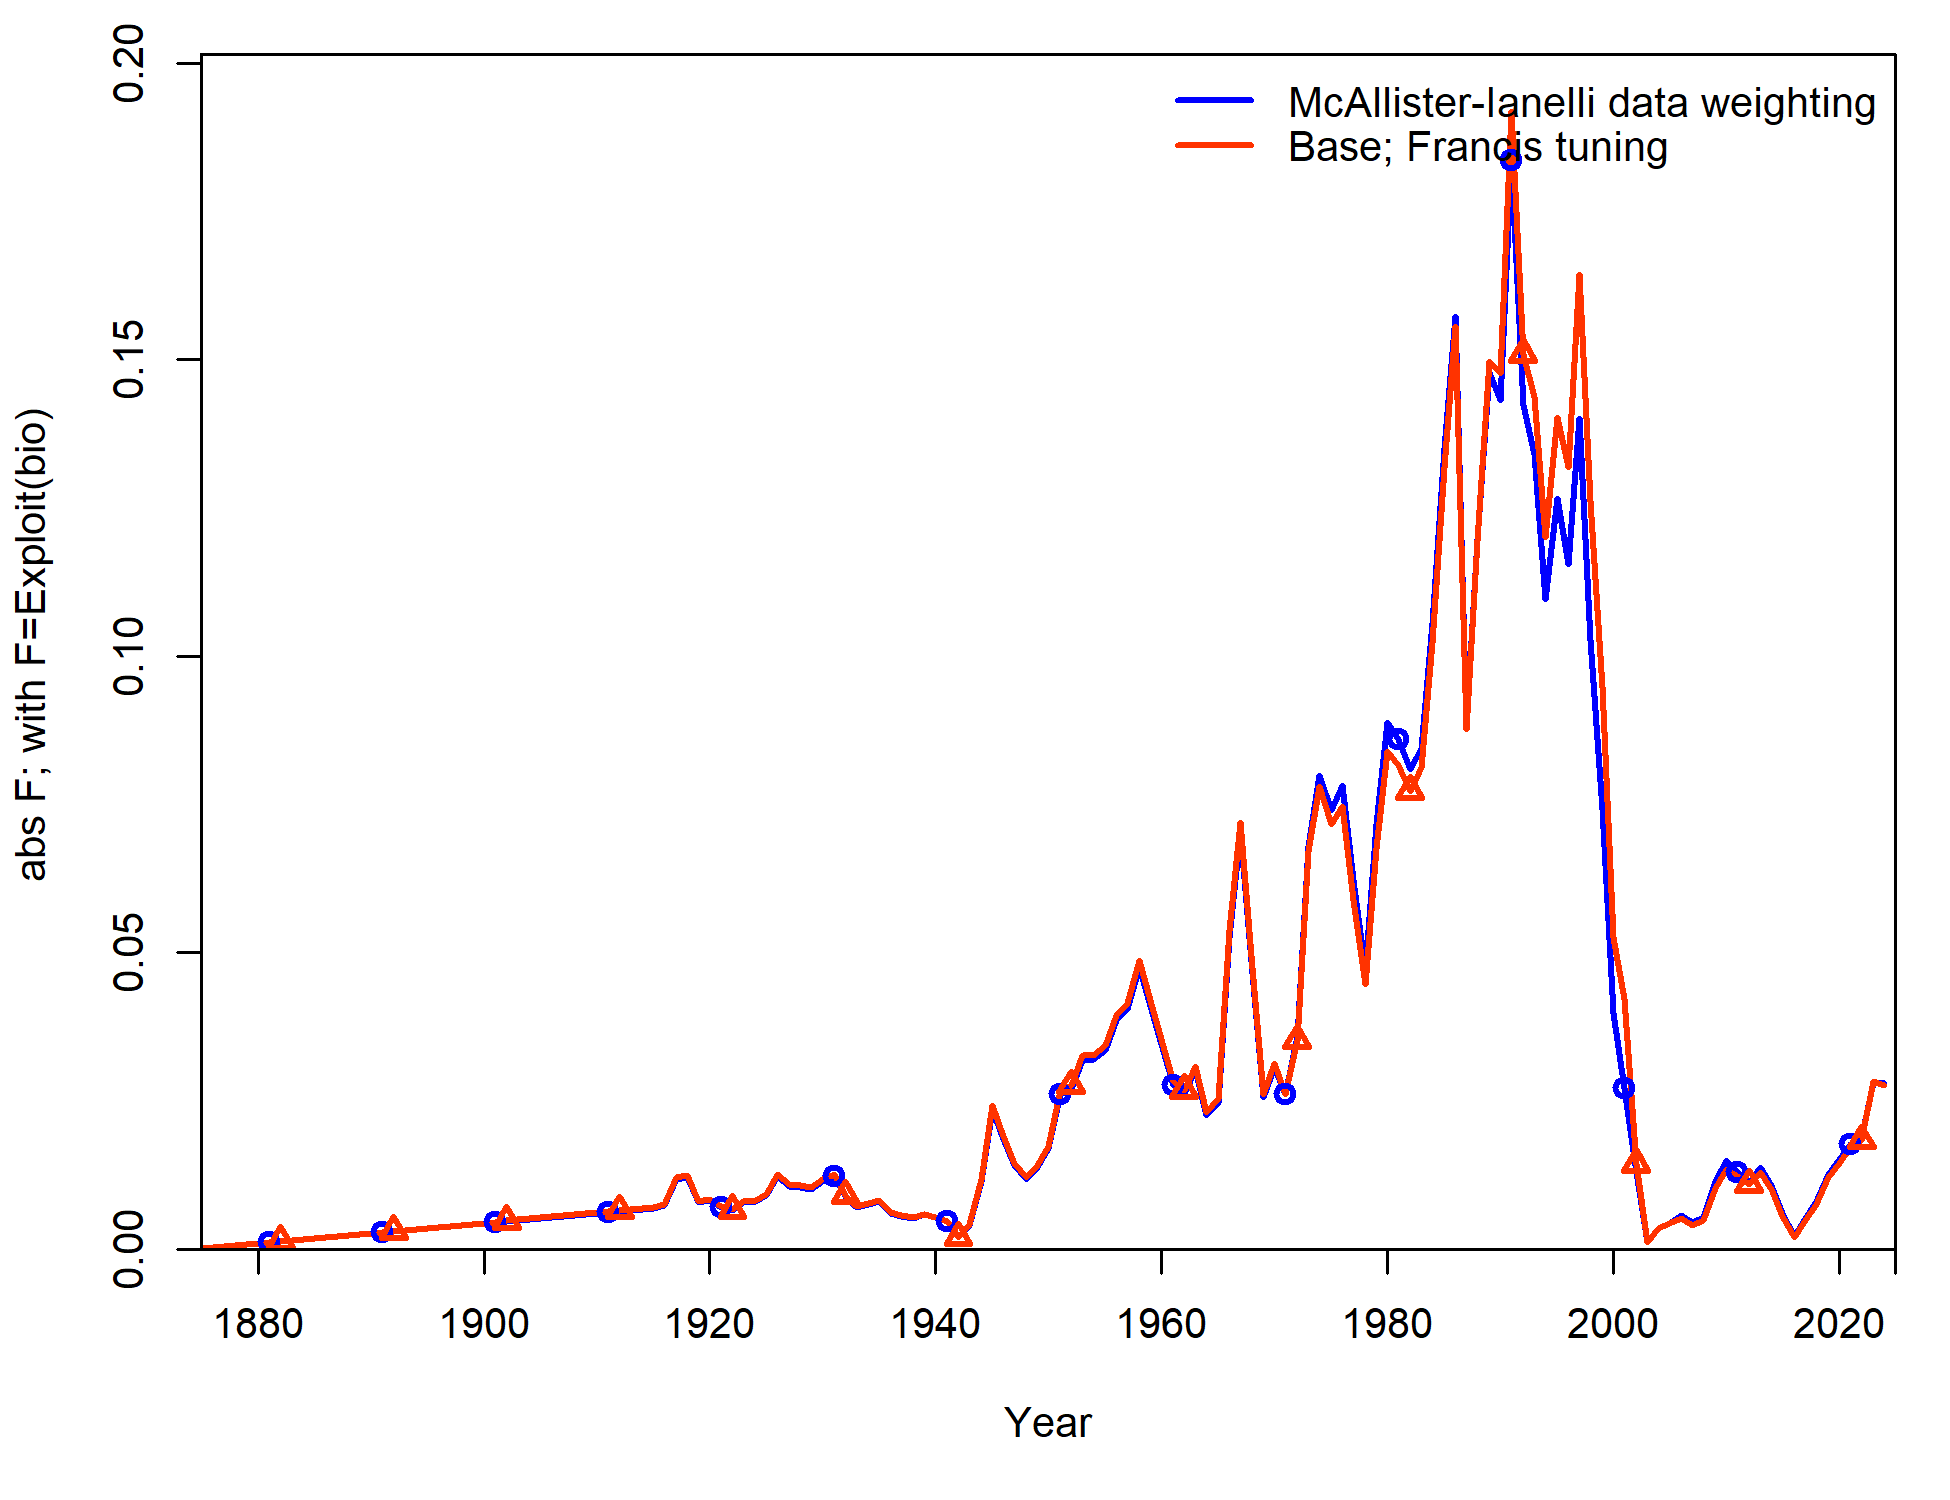 McAllister-Ianelli data weighting
Base; Francis tuning
abs F; with F=Exploit(bio)
0.20
0.15
0.10
0.05
0.00
1880 1900 1920 1940 1960 1980 2000 2020
Year